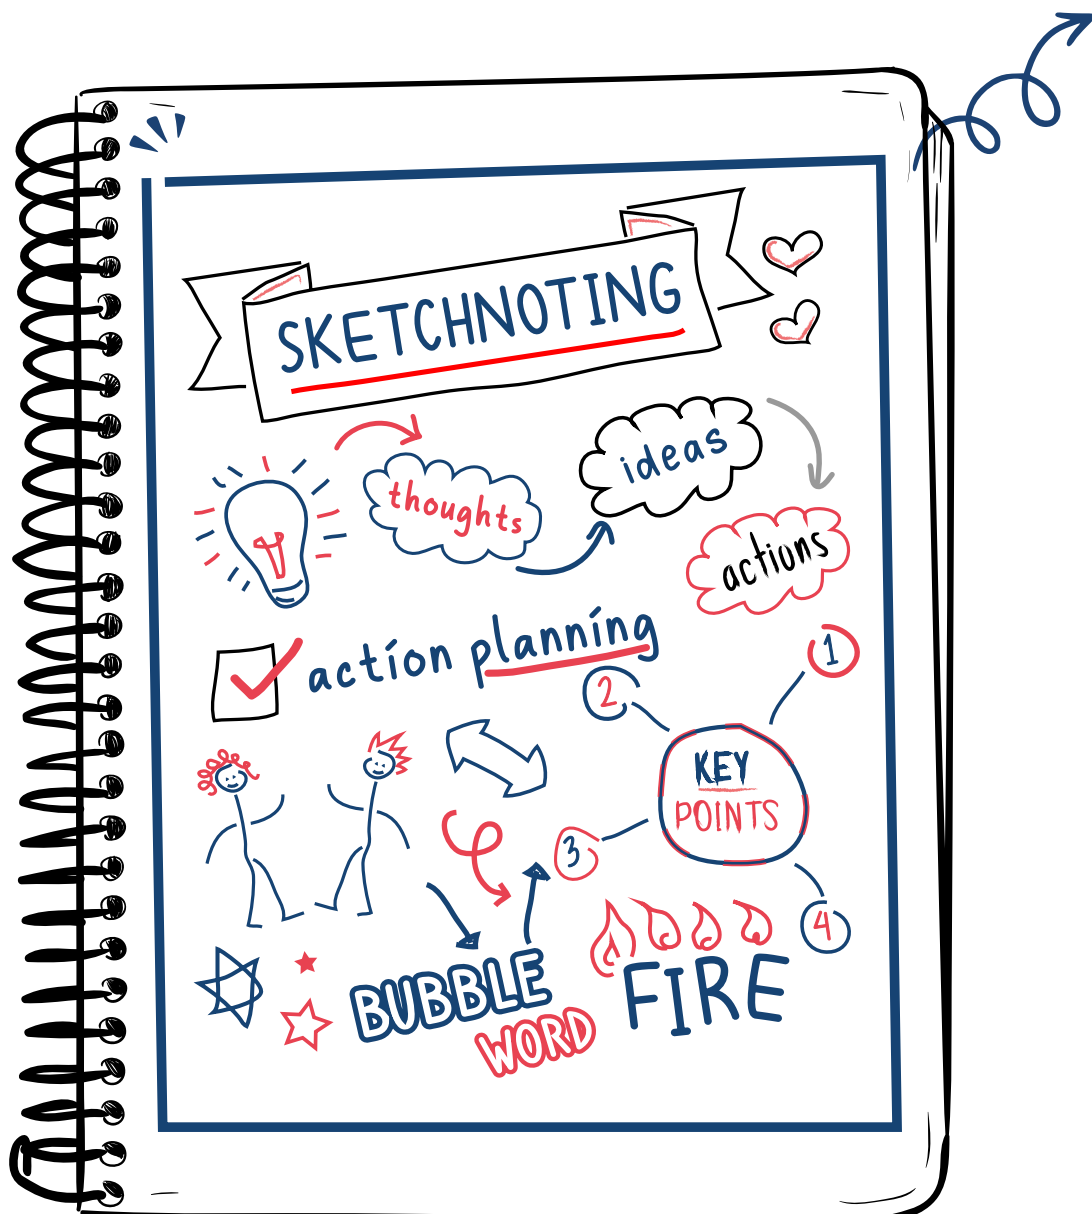 SKETCHNOTING
thoughts
ideas
actions
action planning
1
2
KEY
POINTS
3
4
BUBBLE
WORD
FIRE